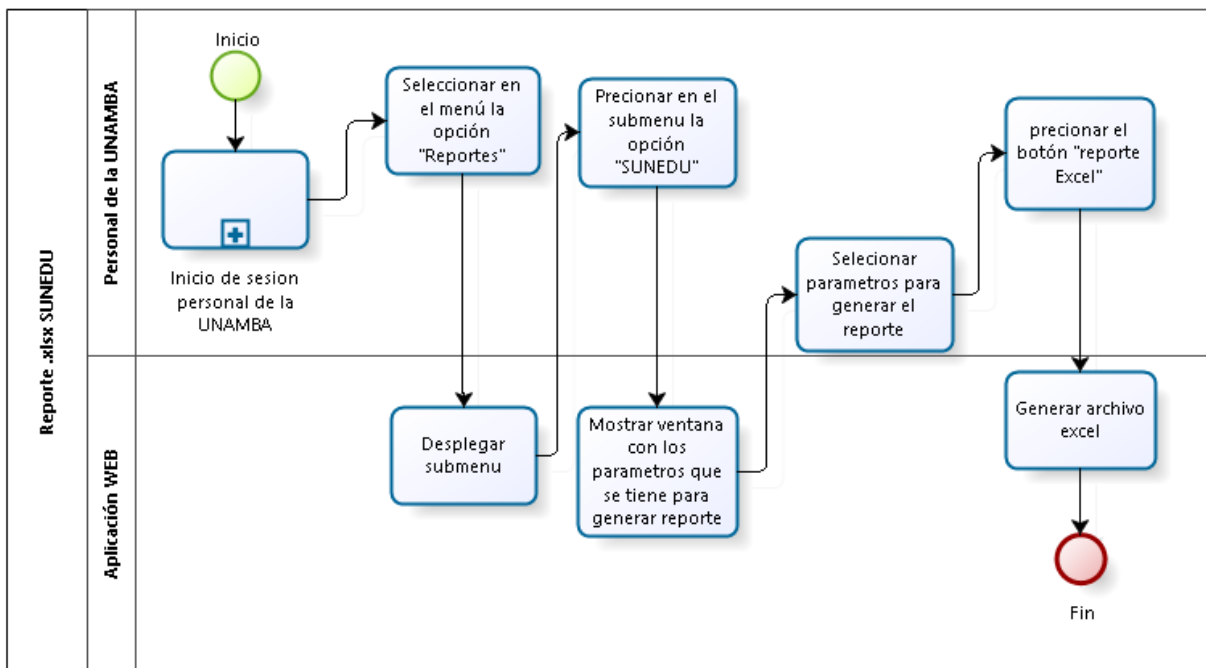 Reporte .xlsx SUNEDU
Personal de la UNAMBA
Inicio
Inicio de sesion
personal de la
UNAMBA
Seleccionar en
el menú la
opción
"Reportes"
Precionar en el
submenu la
opción
"SUNEDU"
Selecionar
parametros para
generar el
reporte
precionar el
botón "reporte
Excel"
Aplicación WEB
Desplegar
submenu
Mostrar ventana
con los
parametros que
se tiene para
generar reporte
Generar archivo
excel
Fin